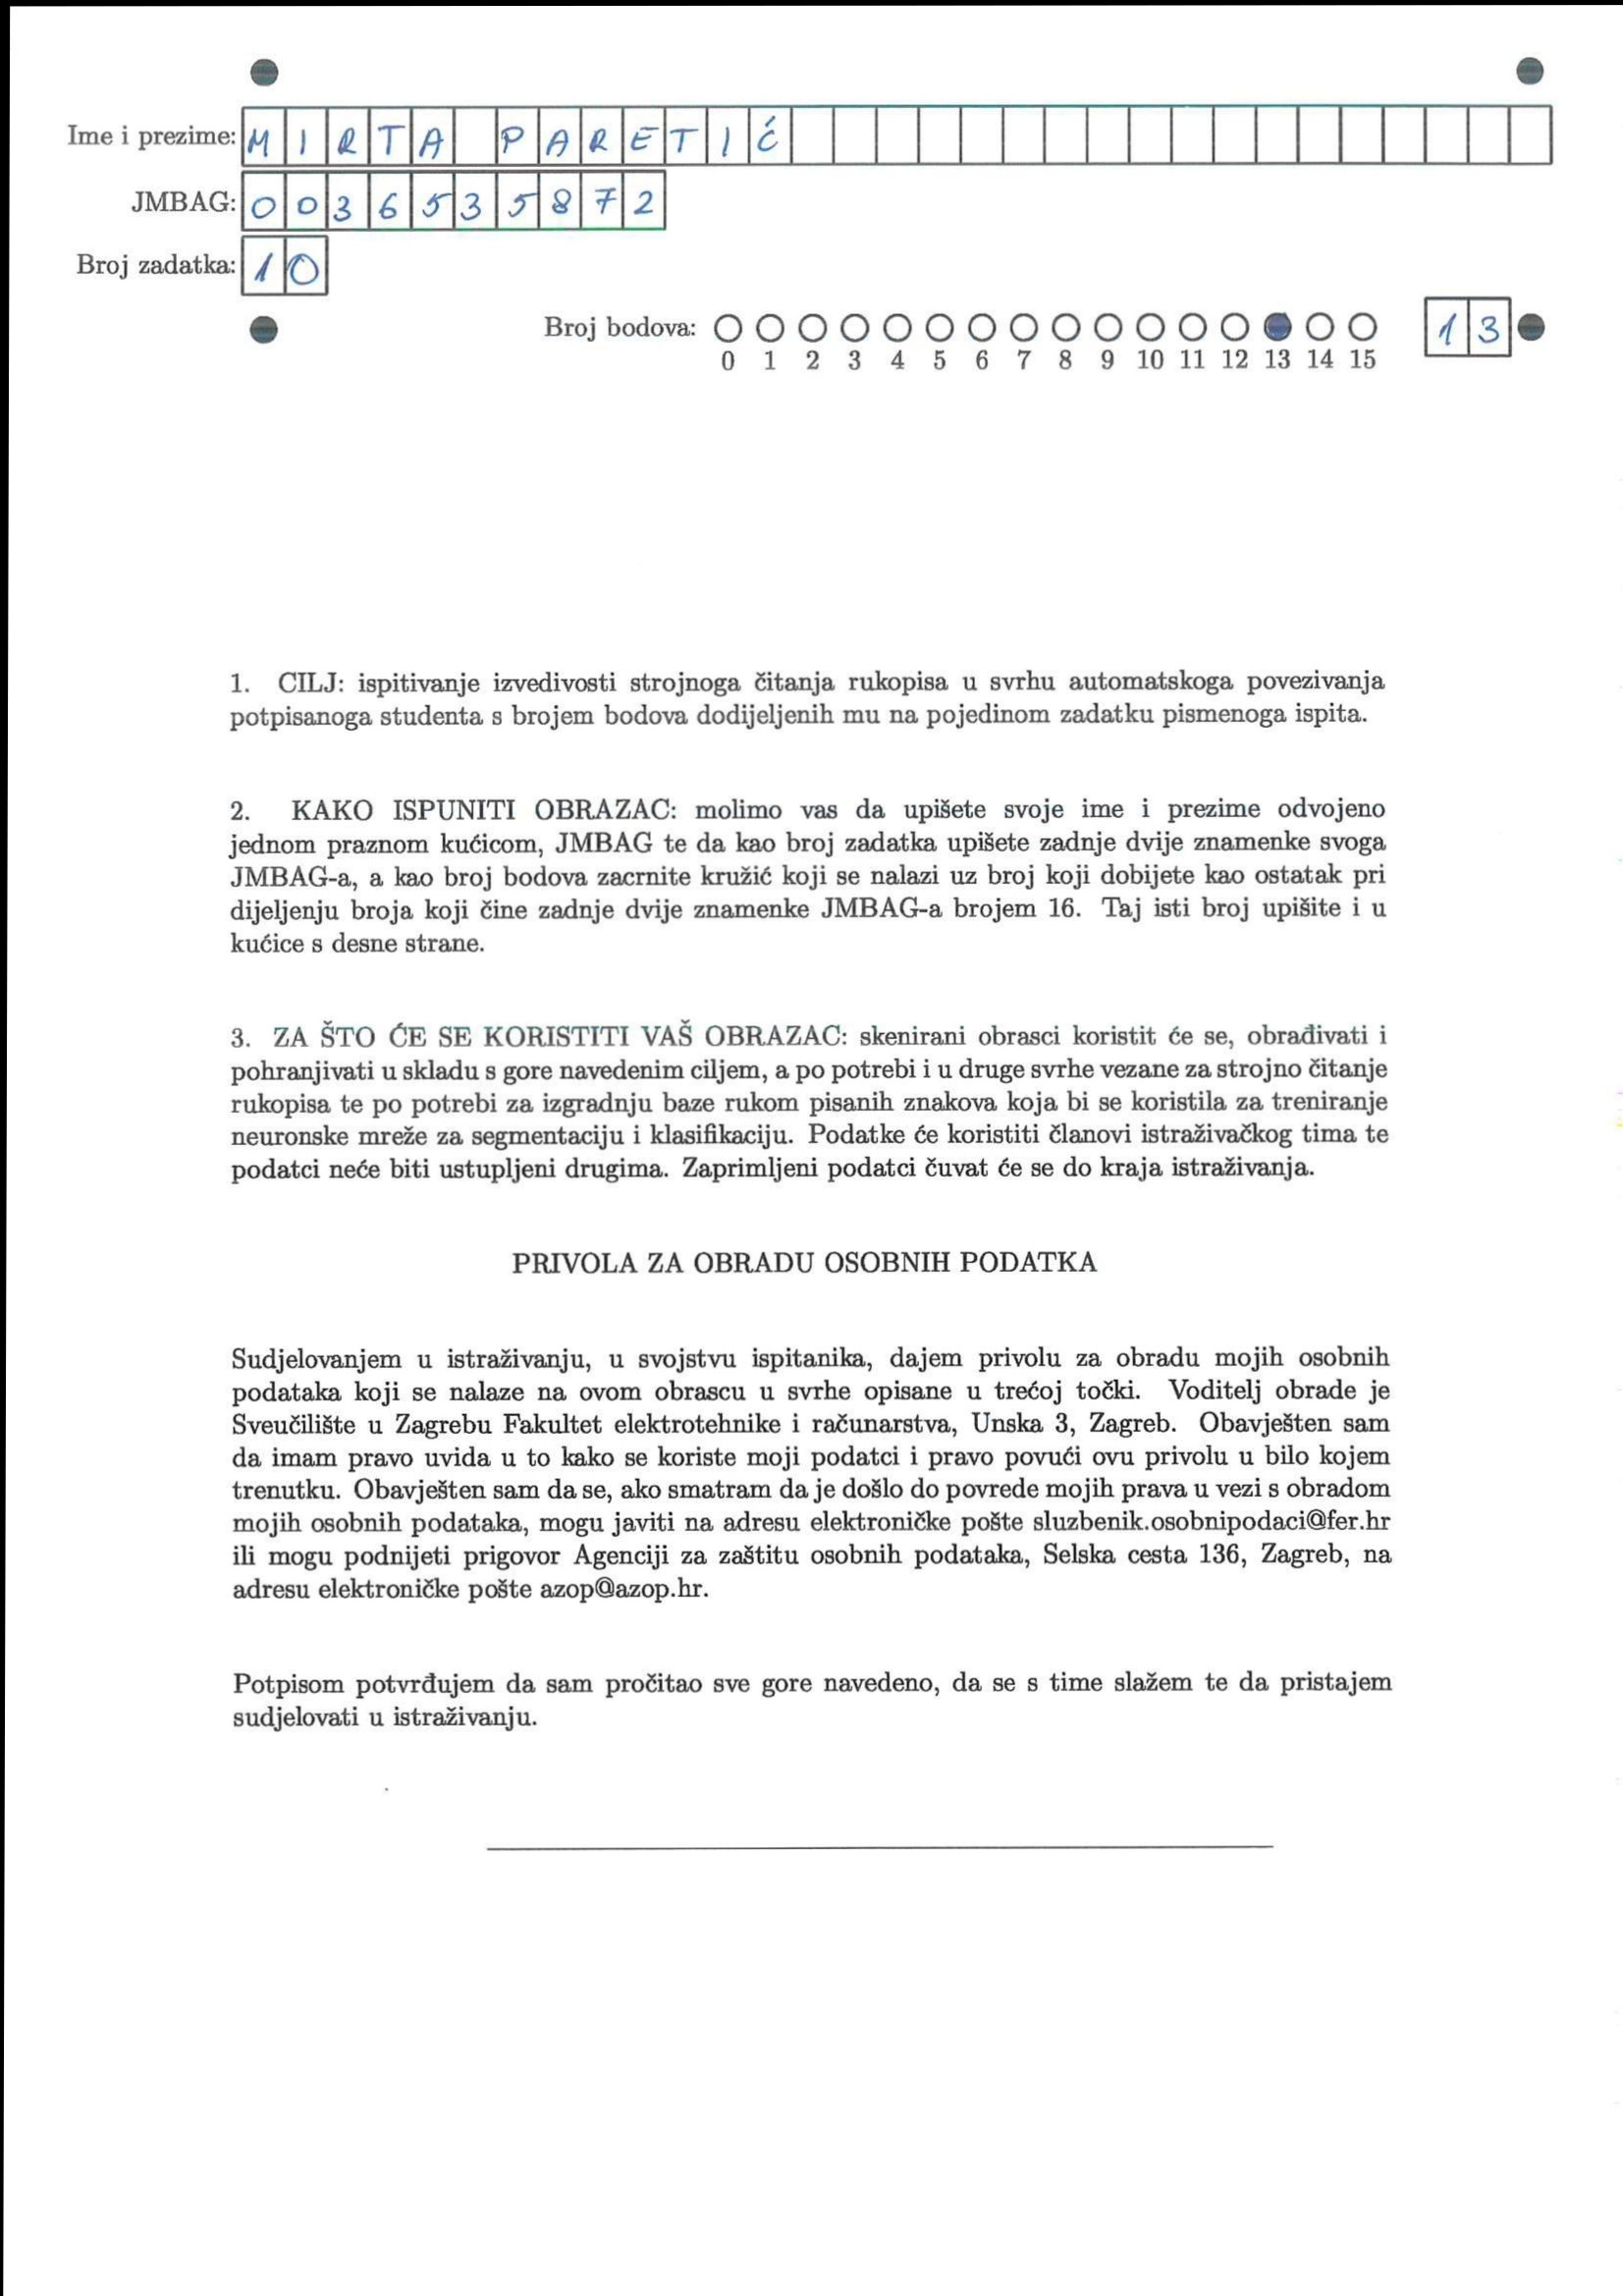 Ime i prezime: MIRTA PARETIĆ
JMBAG: 0036535872
Broj zadatka: 10
Broj bodova: 13
0 1 2 3 4 5 6 7 8 9 10 11 12 13 14 15
1. CILJ: ispitivanje izvedivosti strojnoga čitanja rukopisa u svrhu automatskoga povezivanja
potpisanoga studenta s brojem bodova dodijeljenih mu na pojedinom zadatku pismenoga ispita.
2. KAKO ISPUNITI OBRAZAC: molimo vas da upišete svoje ime i prezime odvojeno
jednom praznom kućicom, JMBAG te da kao broj zadatka upišete zadnje dvije znamenke svoga
JMBAG-a, a kao broj bodova zacrnite kružić koji se nalazi uz broj koji dobijete kao ostatak pri
dijeljenju broja koji čine zadnje dvije znamenke JMBAG-a brojem 16. Taj isti broj upišite i u
kućice s desne strane.
3. ZA ŠTO ĆE SE KORISTITI VAŠ OBRAZAC: skenirani obrasci koristit će se, obrađivati i
pohranjivati u skladu s gore navedenim ciljem, a po potrebi i u druge svrhe vezane za strojno čitanje
rukopisa te po potrebi za izgradnju baze rukom pisanih znakova koja bi se koristila za treniranje
neuronske mreže za segmentaciju i klasifikaciju. Podatke će koristiti članovi istraživačkog tima te
podatci neće biti ustupljeni drugima. Zaprimljeni podatci čuvat će se do kraja istraživanja.
PRIVOLA ZA OBRADU OSOBNIH PODATKA
Sudjelovanjem u istraživanju, u svojstvu ispitanika, dajem privolu za obradu mojih osobnih
podataka koji se nalaze na ovom obrascu u svrhe opisane u trećoj točki. Voditelj obrade je
Sveučilište u Zagrebu Fakultet elektrotehnike i računarstva, Unska 3, Zagreb. Obavješten sam
da imam pravo uvida u to kako se koriste moji podatci i pravo povući ovu privolu u bilo kojem
trenutku. Obavješten sam da se, ako smatram da je došlo do povrede mojih prava u vezi s obradom
mojih osobnih podataka, mogu javiti na adresu elektroničke pošte sluzbenik.osobnipodaci@fer.hr
ili mogu podnijeti prigovor Agenciji za zaštitu osobnih podataka, Selska cesta 136, Zagreb, na
adresu elektroničke pošte azop@azop.hr.
Potpisom potvrđujem da sam pročitao sve gore navedeno, da se s time slažem te da pristajem
sudjelovati u istraživanju.